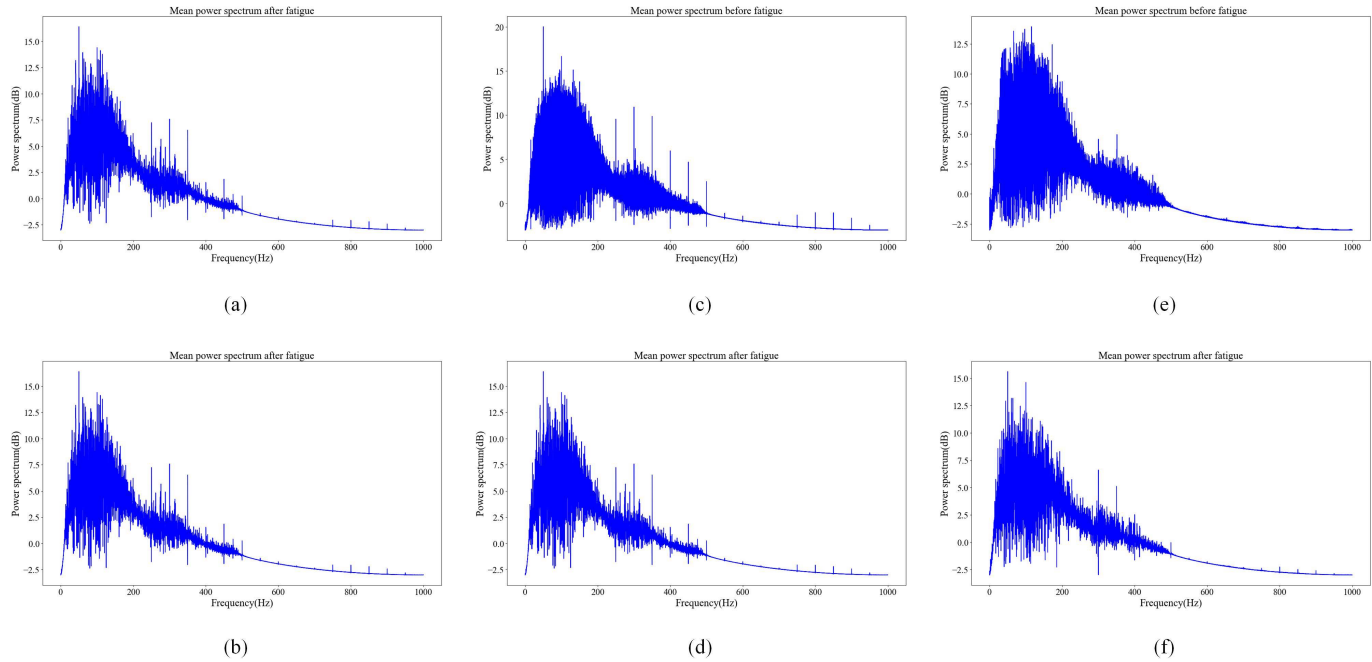 Mean power spectrum after fatigue
15.0
12.5
10.0
7.5
5.0
2.5
0.0
−2.5
Power spectrum(dB)
0 200 400 600 800 1000
Frequency(Hz)
(a)
Mean power spectrum before fatigue
20
15
10
5
0
Power spectrum(dB)
0 200 400 600 800 1000
Frequency(Hz)
(c)
Mean power spectrum before fatigue
12.5
10.0
7.5
5.0
2.5
0.0
−2.5
Power spectrum(dB)
0 200 400 600 800 1000
Frequency(Hz)
(e)
Mean power spectrum after fatigue
15.0
12.5
10.0
7.5
5.0
2.5
0.0
−2.5
Power spectrum(dB)
0 200 400 600 800 1000
Frequency(Hz)
(b)
Mean power spectrum after fatigue
15.0
12.5
10.0
7.5
5.0
2.5
0.0
−2.5
Power spectrum(dB)
0 200 400 600 800 1000
Frequency(Hz)
(d)
Mean power spectrum after fatigue
15.0
12.5
10.0
7.5
5.0
2.5
0.0
−2.5
Power spectrum(dB)
0 200 400 600 800 1000
Frequency(Hz)
(f)